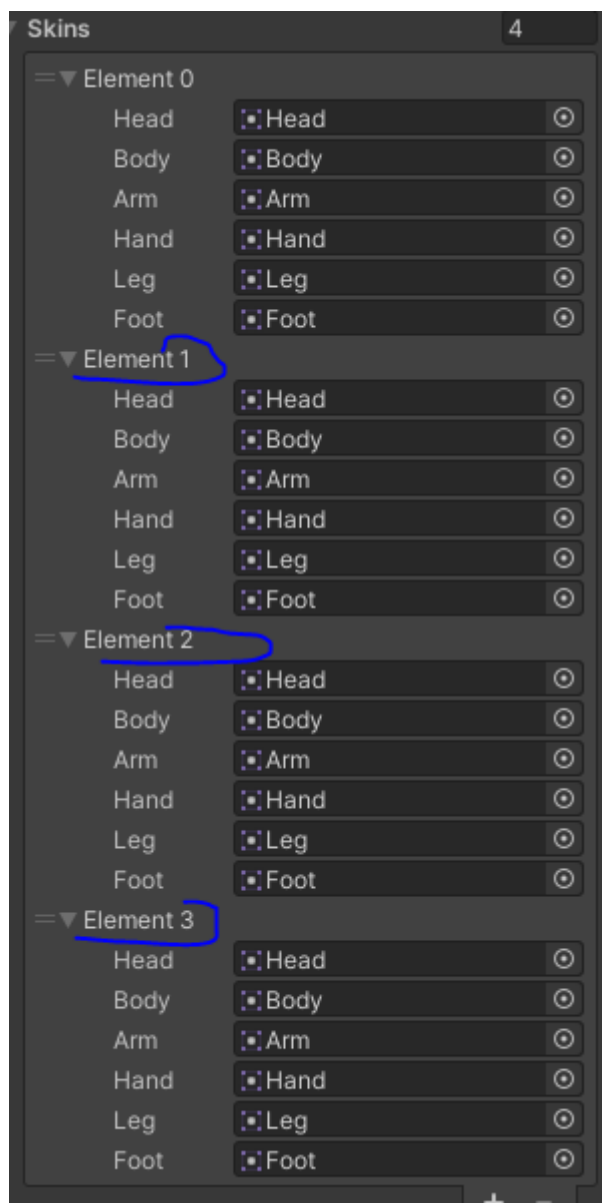 Skins 4
Element 0
Head Head
Body Body
Arm Arm
Hand Hand
Leg Leg
Foot Foot
Element 1
Head Head
Body Body
Arm Arm
Hand Hand
Leg Leg
Foot Foot
Element 2
Head Head
Body Body
Arm Arm
Hand Hand
Leg Leg
Foot Foot
Element 3
Head Head
Body Body
Arm Arm
Hand Hand
Leg Leg
Foot Foot
+ -